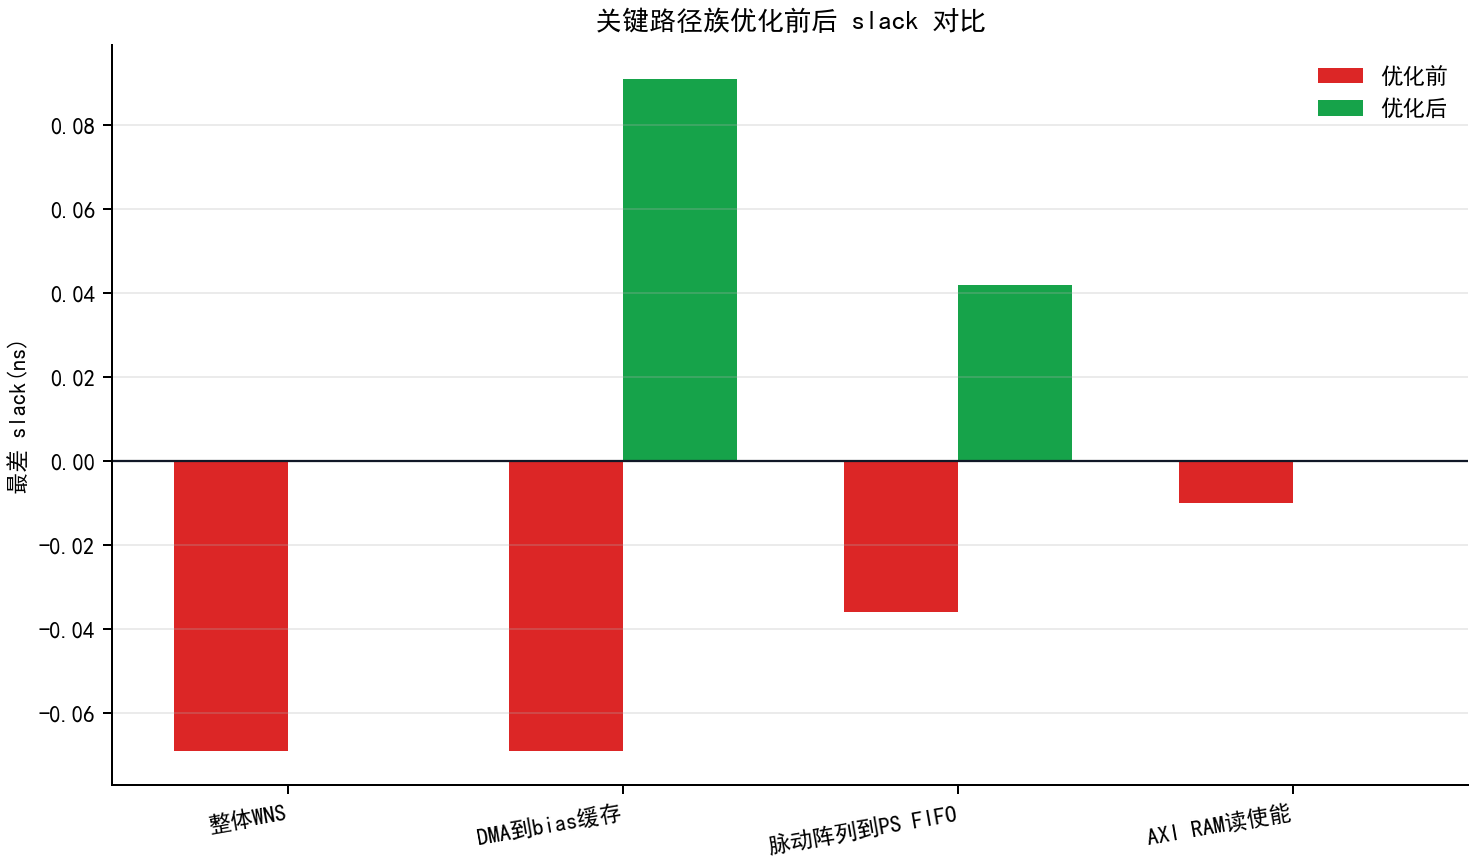 关键路径族优化前后 slack 对比
优化前
优化后
最差 slack(ns)
0.08
0.06
0.04
0.02
0.00
-0.02
-0.04
-0.06
整体WNS
DMA到bias缓存
脉动阵列到PS FIFO
AXI RAM读使能